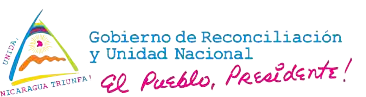 UNIDA,
NICARAGUA TRIUNFA!
Gobierno de Reconciliación
y Unidad Nacional
El Pueblo, Presidente!